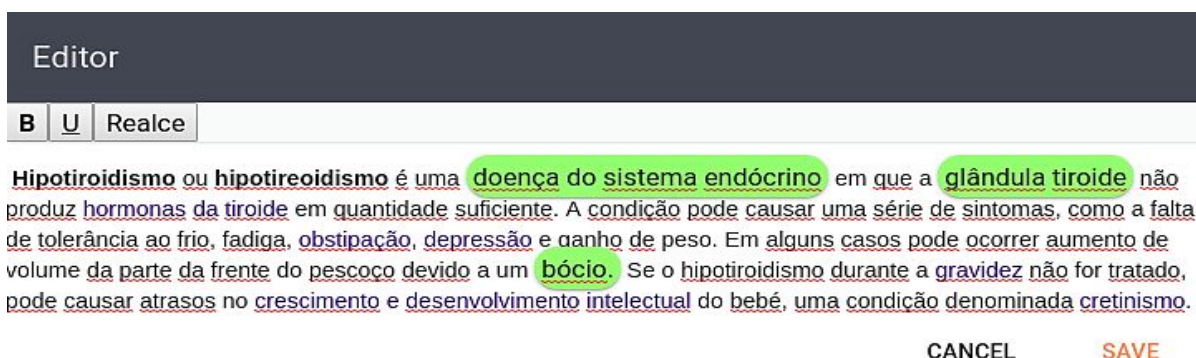 Editor
B U Realce
Hipotiroidismo ou hipotireoidismo é uma doença do sistema endócrino em que a glândula tiroide não
produz hormonas da tiroide em quantidade suficiente. A condição pode causar uma série de sintomas, como a falta
de tolerância ao frio, fadiga, obstipação, depressão e ganho de peso. Em alguns casos pode ocorrer aumento de
volume da parte da frente do pescoço devido a um bócio. Se o hipotiroidismo durante a gravidez não for tratado,
pode causar atrasos no crescimento e desenvolvimento intelectual do bebé, uma condição denominada cretinismo.
CANCEL SAVE